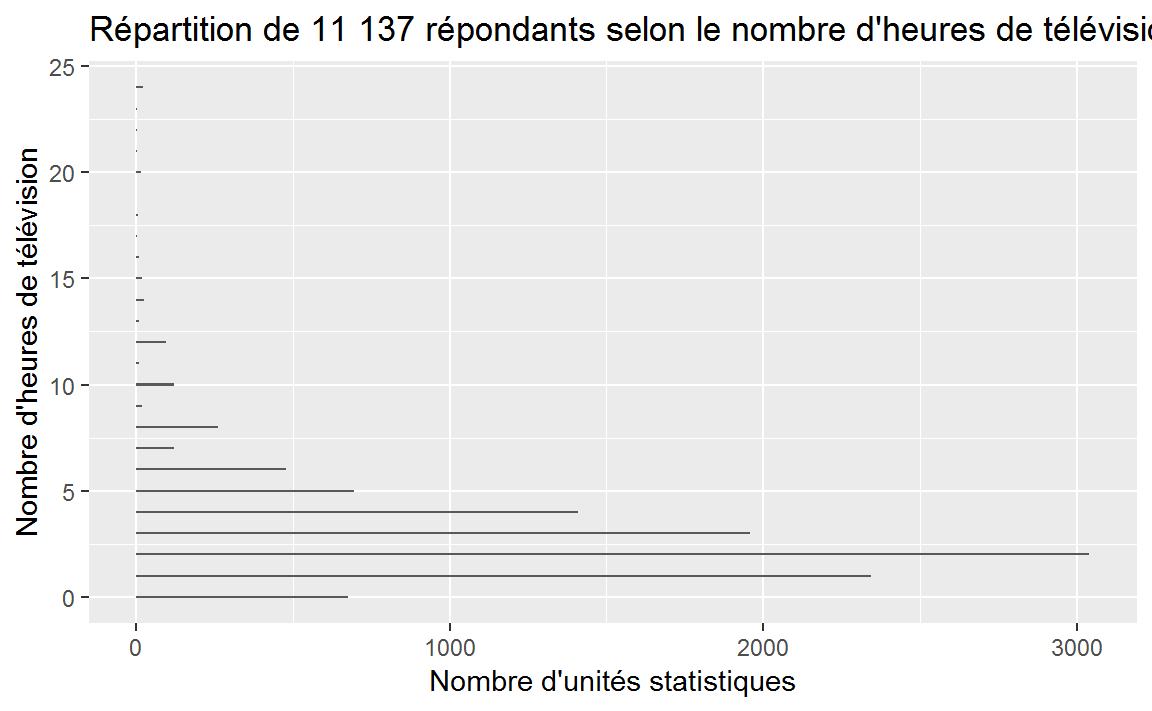 Répartition de 11 137 répondants selon le nombre d'heures de télévisi
25
20
15
10
5
0
Nombre d'heures de télévision
0 1000 2000 3000
Nombre d'unités statistiques